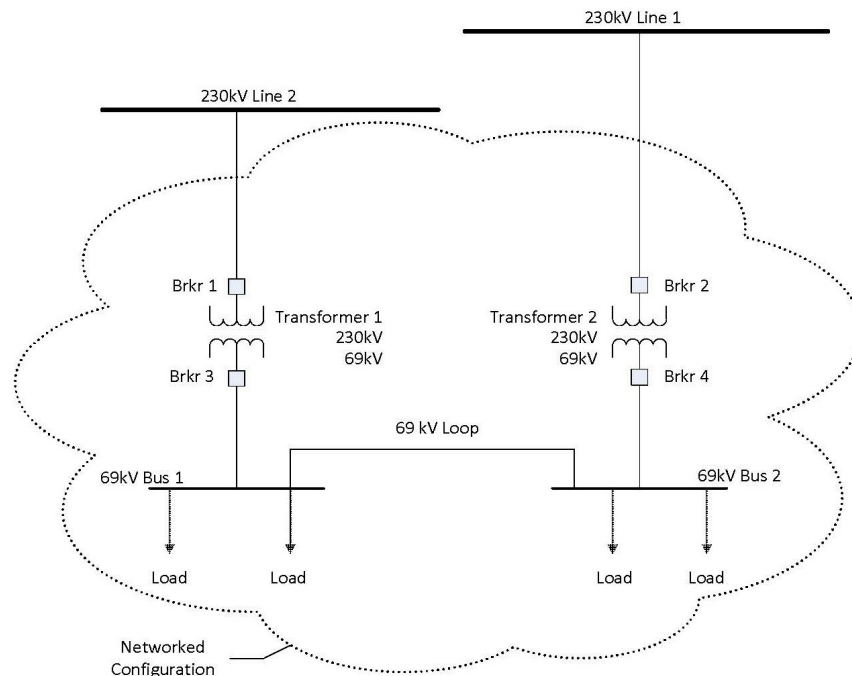 230kV Line 1
230kV Line 2
Brkr 1
Transformer 1
230kV
69kV
Brkr 3
Brkr 2
Transformer 2
230kV
69kV
Brkr 4
69 kV Loop
69kV Bus 1
69kV Bus 2
Load
Load
Load
Load
Networked
Configuration